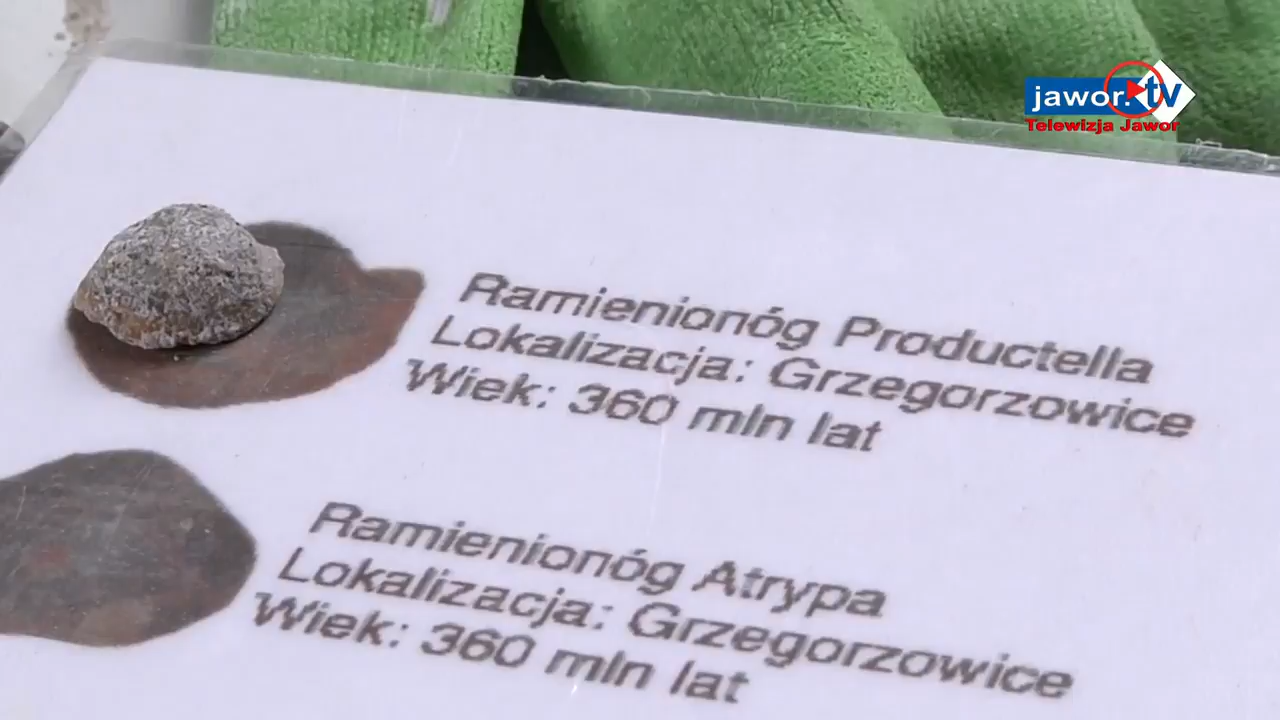 jawor.tv
Telewizja Jawor
Ramienionóg Productella
Lokalizacja: Grzegorzowice
Wiek: 360 mln lat
Ramienionóg Atrypa
Lokalizacja: Grzegorzowice
Wiek: 360 mln lat